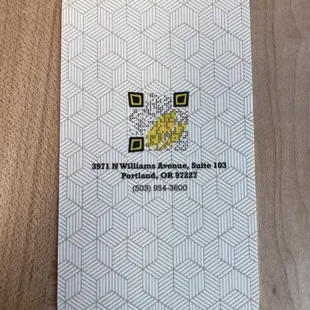 3971 N Williams Avenue, Suite 103
Portland, OR 97227
(503) 954-3600